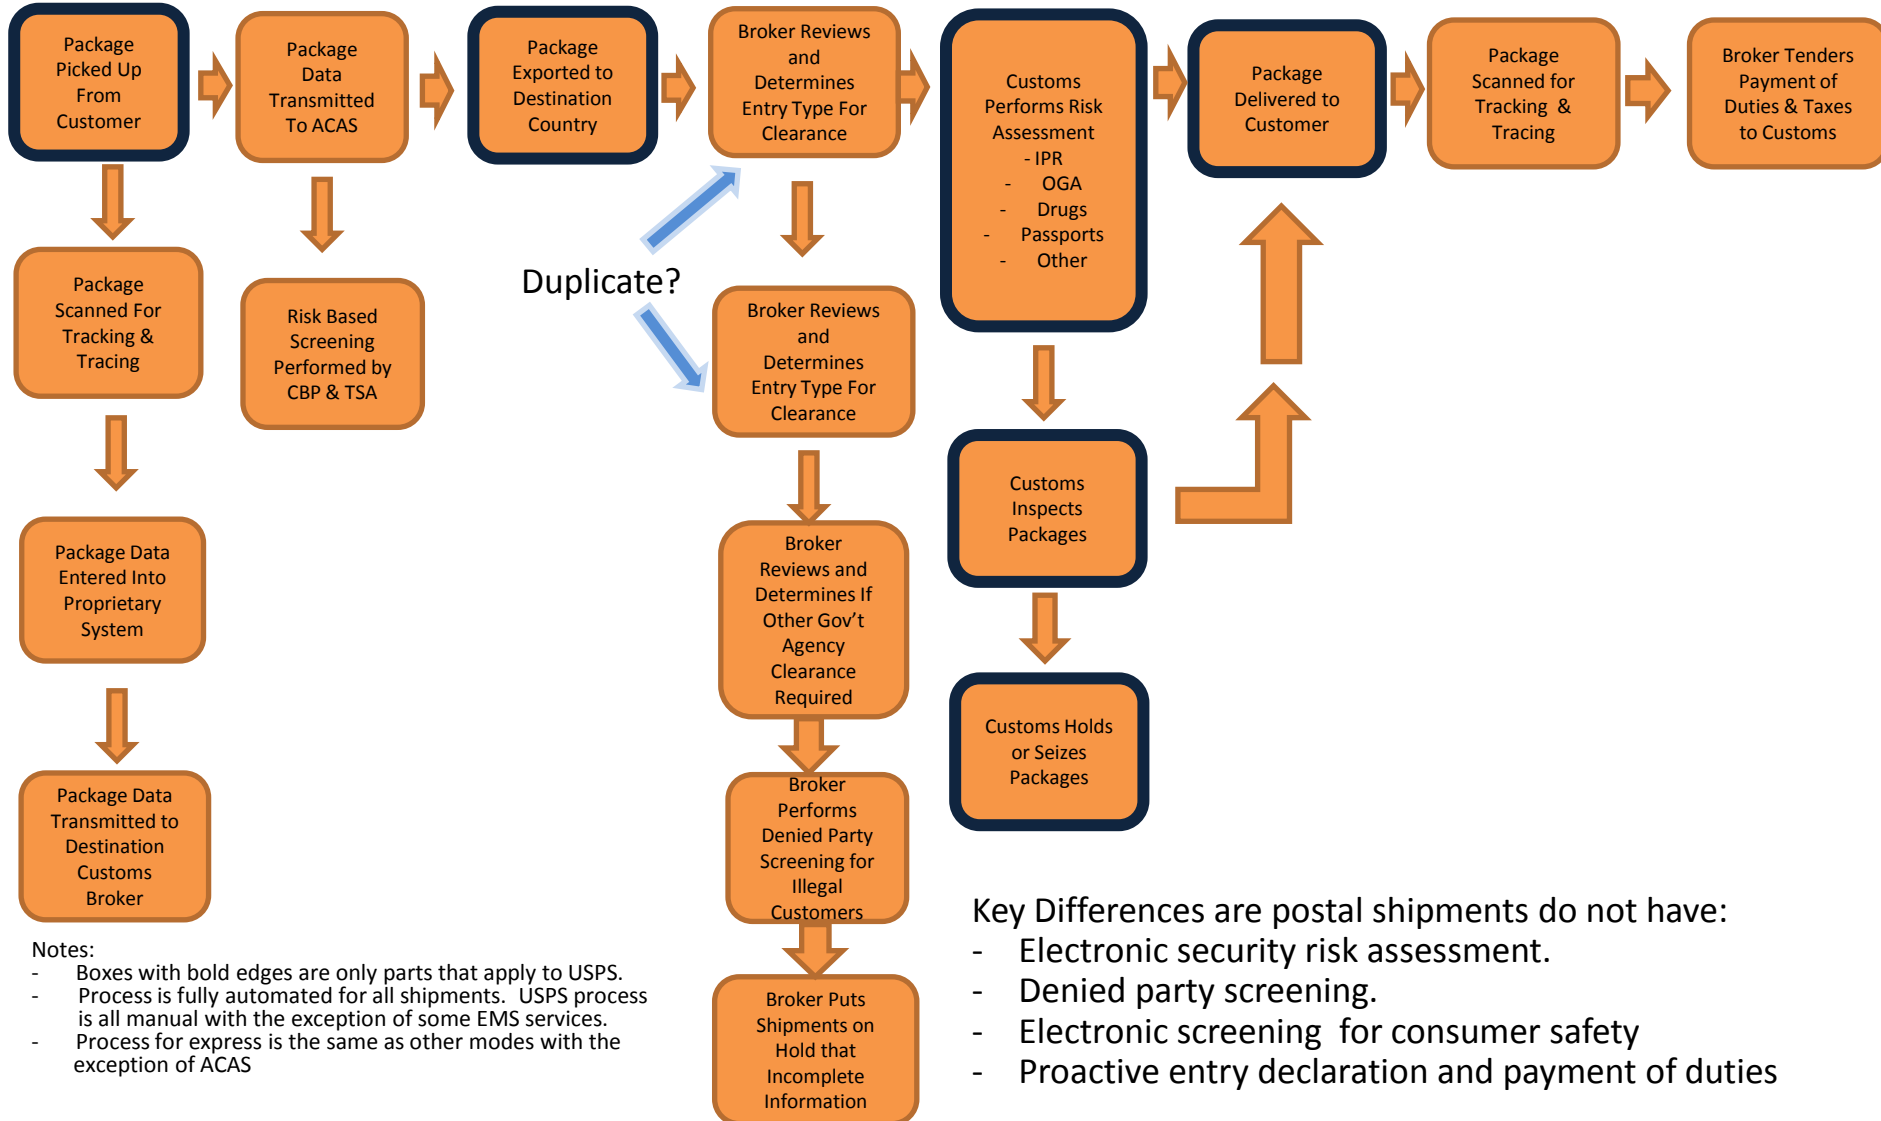 Package
Picked Up
From
Customer
Package
Data
Transmitted
To ACAS
Package
Exported to
Destination
Country
Broker Reviews
and
Determines
Entry Type For
Clearance
Customs
Performs Risk
Assessment
- IPR
- OGA
- Drugs
- Passports
- Other
Package
Delivered to
Customer
Package
Scanned for
Tracking &
Tracing
Broker Tenders
Payment of
Duties & Taxes
to Customs
Package
Scanned For
Tracking &
Tracing
Risk Based
Screening
Performed by
CBP & TSA
Duplicate?
Broker Reviews
and
Determines
Entry Type For
Clearance
Package Data
Entered Into
Proprietary
System
Broker
Reviews and
Determines If
Other Gov't
Agency
Clearance
Required
Customs
Inspects
Packages
Customs Holds
or Seizes
Packages
Package Data
Transmitted to
Destination
Customs
Broker
Broker
Performs
Denied Party
Screening for
Illegal
Customers
Broker Puts
Shipments on
Hold that
Incomplete
Information
Notes:
- Boxes with bold edges are only parts that apply to USPS.
- Process is fully automated for all shipments. USPS process
is all manual with the exception of some EMS services.
- Process for express is the same as other modes with the
exception of ACAS
Key Differences are postal shipments do not have:
- Electronic security risk assessment.
- Denied party screening.
- Electronic screening for consumer safety
- Proactive entry declaration and payment of duties